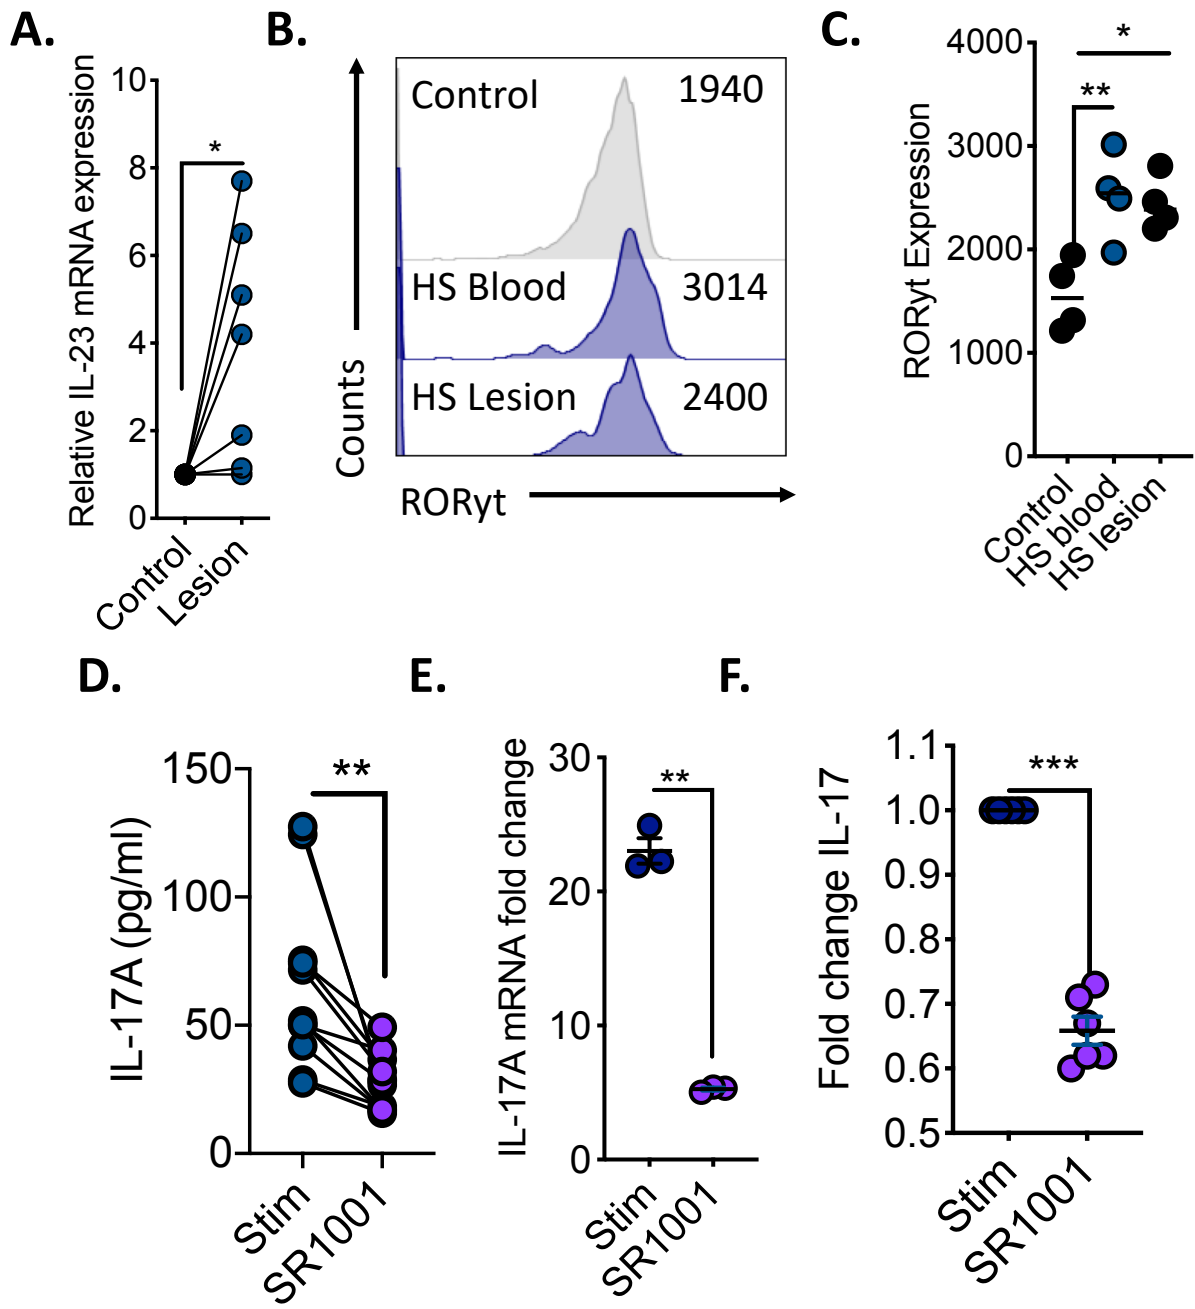 A.
Relative IL-23 mRNA expression
10
8
6
4
2
0
*
Control
Lesion
B.
Counts
Control 1940
HS Blood 3014
HS Lesion 2400
RORyt
C.
RORyt Expression
4000
3000
2000
1000
0
*
**
Control
HS blood
HS lesion
D.
IL-17A (pg/ml)
150
100
50
0
**
Stim
SR1001
E.
IL-17A mRNA fold change
30
20
10
0
**
Stim
SR1001
F.
Fold change IL-17
1.1
1.0
0.9
0.8
0.7
0.6
0.5
***
Stim
SR1001